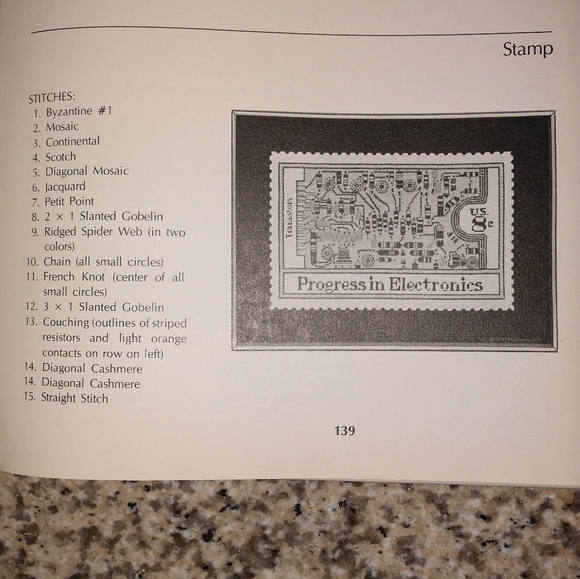 Stamp
STITCHES:
1. Byzantine #1
2. Mosaic
3. Continental
4. Scotch
5. Diagonal Mosaic
6. Jacquard
7. Petit Point
8. 2 × 1 Slanted Gobelin
9. Ridged Spider Web (in two
colors)
10. Chain (all small circles)
11. French Knot (center of all
small circles)
12. 3 × 1 Slanted Gobelin
13. Couching (outlines of striped
resistors and light orange
contacts on row on left)
14. Diagonal Cashmere
14. Diagonal Cashmere
15. Straight Stitch
Transistors
U.S.
8c
Progress in Electronics
139